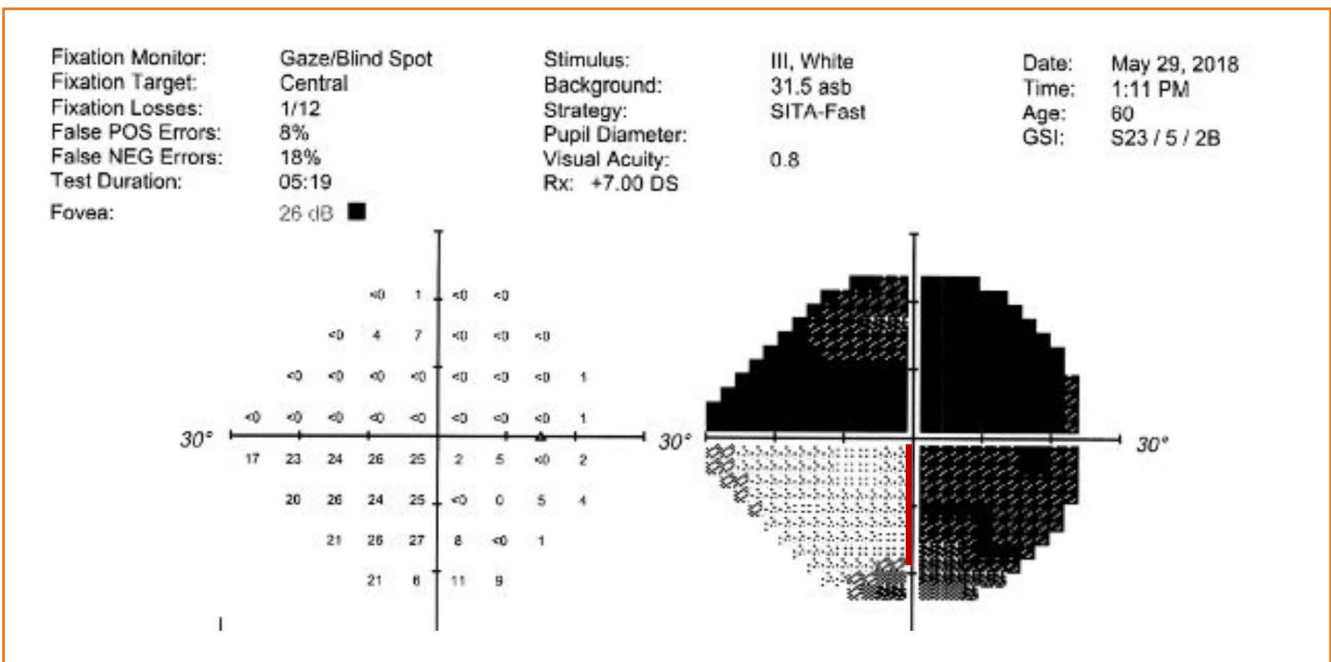 Fixation Monitor: Gaze/Blind Spot Stimulus: III, White Date: May 29, 2018
Fixation Target: Central Background: 31.5 asb Time: 1:11 PM
Fixation Losses: 1/12 Strategy: SITA-Fast Age: 60
False POS Errors: 8% Pupil Diameter: GSI: S23 / 5 / 2B
False NEG Errors: 18% Visual Acuity: 0.8
Test Duration: 05:19 Rx: +7.00 DS
Fovea: 26 dB
<0 1 <0 <0
<0 4 7 <0 <0 <0
<0 <0 <0 <0 <0 <0 <0 1
<0 <0 <0 <0 <0 <0 <0 <0 1
30° 30° 30°
17 23 24 26 25 2 5 <0 2
20 26 24 25 <0 0 5 4
21 26 27 8 <0 1
21 6 11 9